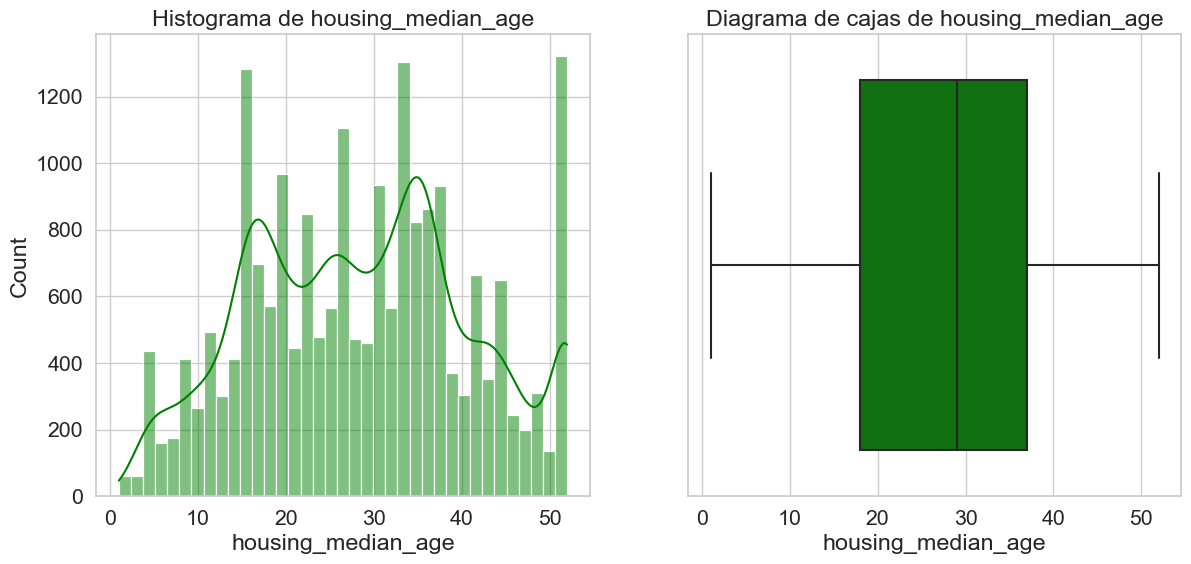 Histograma de housing_median_age
Count
1200
1000
800
600
400
200
0
0 10 20 30 40 50
housing_median_age
Diagrama de cajas de housing_median_age
0 10 20 30 40 50
housing_median_age